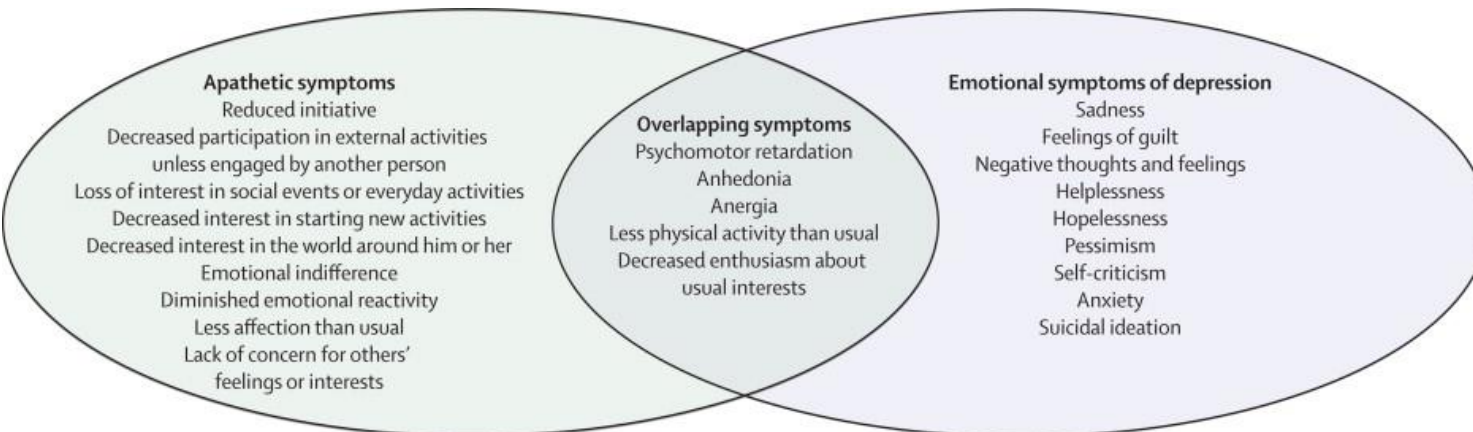 Apathetic symptoms
Reduced initiative
Decreased participation in external activities
unless engaged by another person
Loss of interest in social events or everyday activities
Decreased interest in starting new activities
Decreased interest in the world around him or her
Emotional indifference
Diminished emotional reactivity
Less affection than usual
Lack of concern for others’
feelings or interests
Overlapping symptoms
Psychomotor retardation
Anhedonia
Anergia
Less physical activity than usual
Decreased enthusiasm about
usual interests
Emotional symptoms of depression
Sadness
Feelings of guilt
Negative thoughts and feelings
Helplessness
Hopelessness
Pessimism
Self-criticism
Anxiety
Suicidal ideation